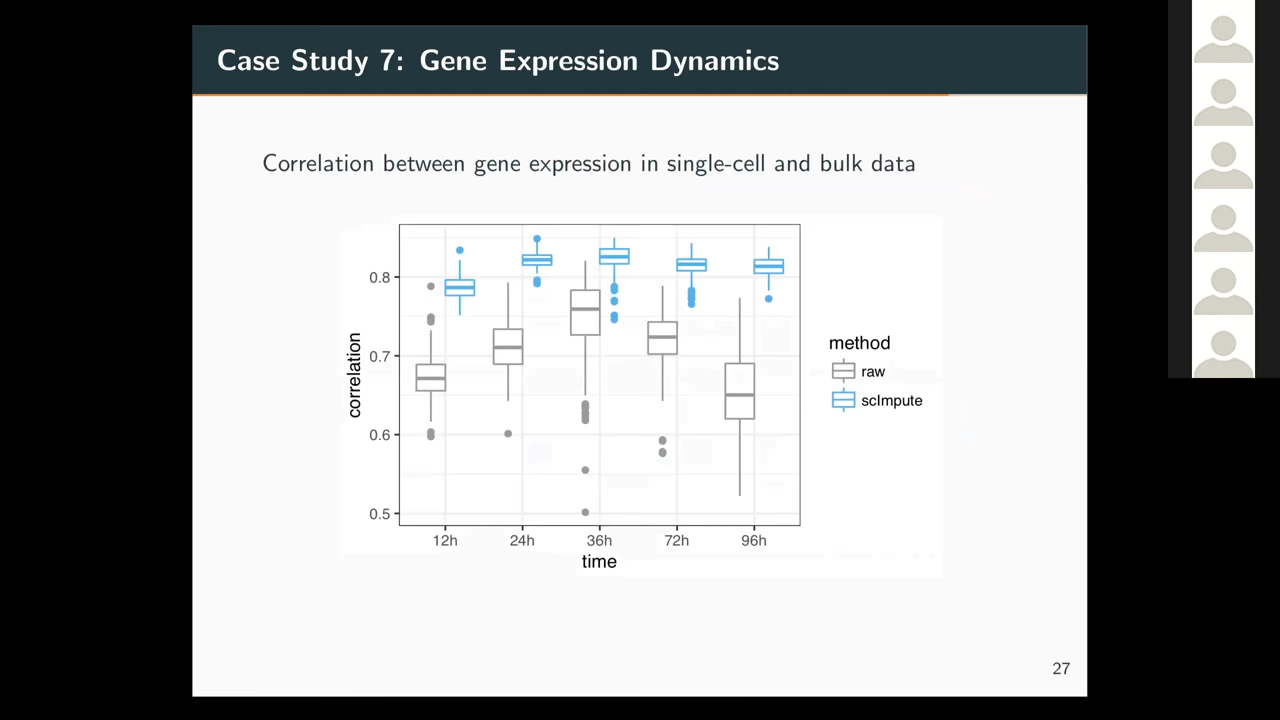 Case Study 7: Gene Expression Dynamics
Correlation between gene expression in single-cell and bulk data
correlation
0.8
0.7
0.6
0.5
12h 24h 36h 72h 96h
time
method
raw
scImpute
27